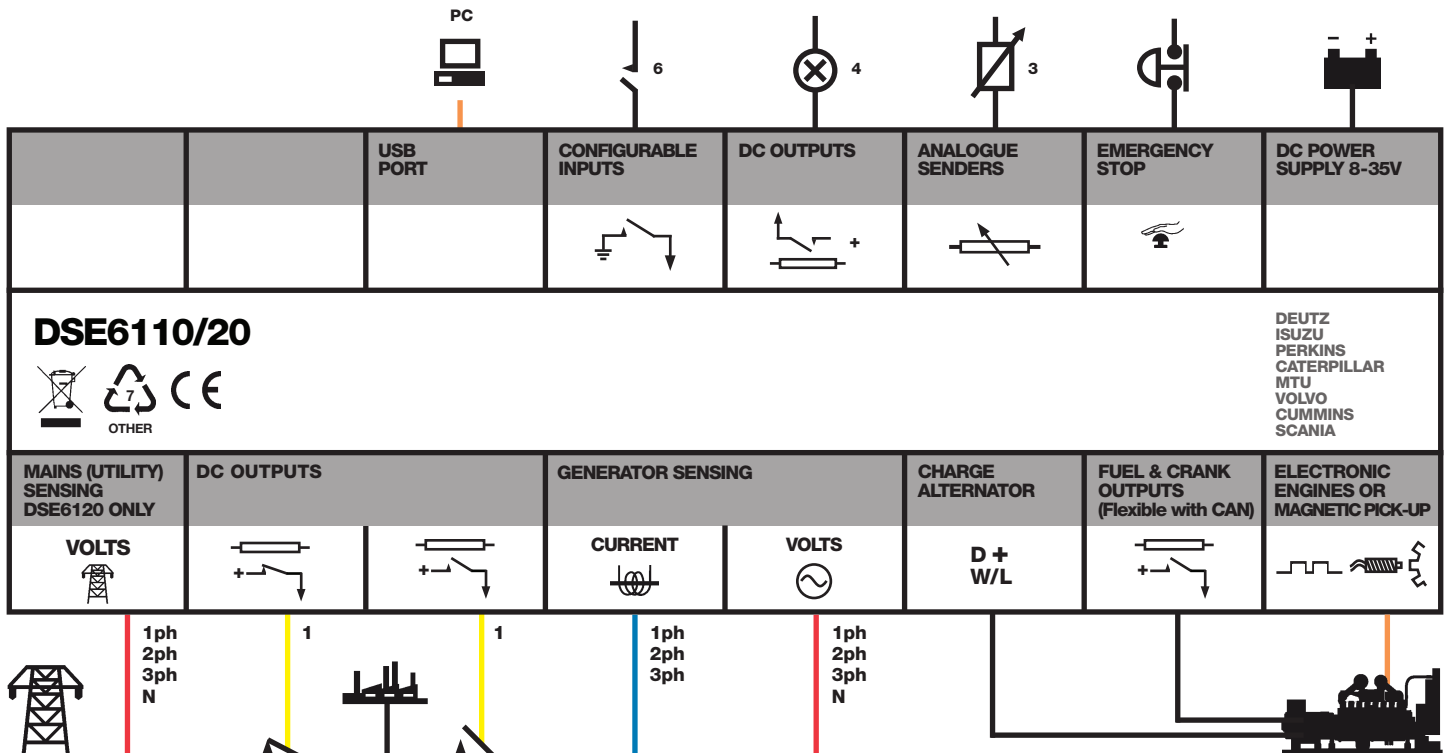 PC
6
4
3
- +
USB
PORT
CONFIGURABLE
INPUTS
DC OUTPUTS
ANALOGUE
SENDERS
EMERGENCY
STOP
DC POWER
SUPPLY 8-35V
+
DSE6110/20
7
OTHER
CE
DEUTZ
ISUZU
PERKINS
CATERPILLAR
MTU
VOLVO
CUMMINS
SCANIA
MAINS (UTILITY)
SENSING
DSE6120 ONLY
DC OUTPUTS
GENERATOR SENSING
CHARGE
ALTERNATOR
FUEL & CRANK
OUTPUTS
(Flexible with CAN)
ELECTRONIC
ENGINES OR
MAGNETIC PICK-UP
VOLTS
+
+
CURRENT
VOLTS
D +
W/L
+
1ph
2ph
3ph
N
1
1
1ph
2ph
3ph
1ph
2ph
3ph
N